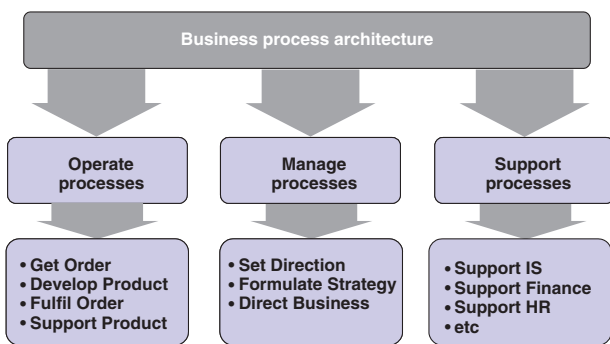 Business process architecture
Operate
processes
Manage
processes
Support
processes
• Get Order
• Develop Product
• Fulfil Order
• Support Product
• Set Direction
• Formulate Strategy
• Direct Business
• Support IS
• Support Finance
• Support HR
• etc